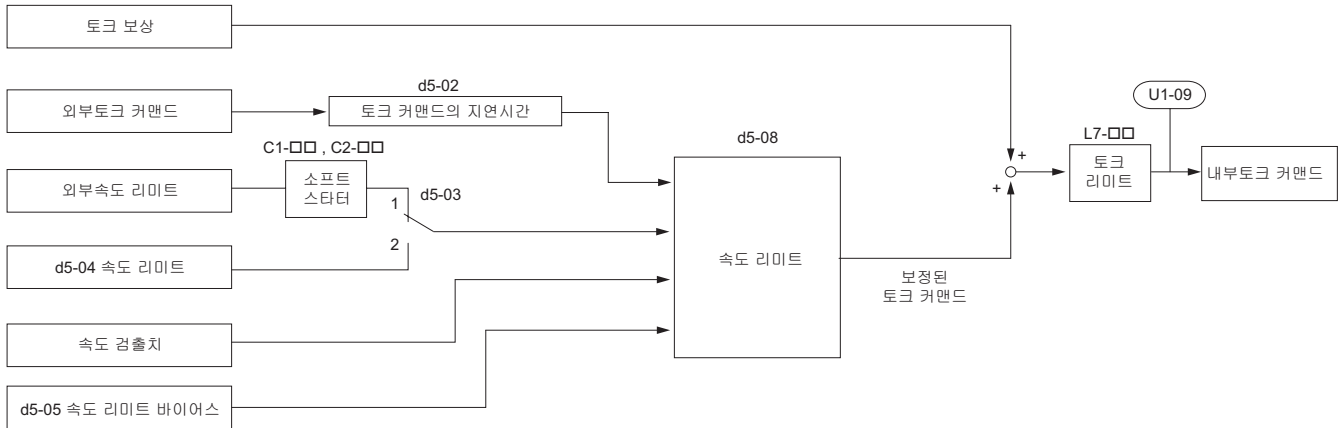 토크 보상
외부토크 커맨드
d5-02
토크 커맨드의 지연시간
C1-□□ , C2-□□
외부속도 리미트
소프트
스타터
d5-03
1
2
d5-04 속도 리미트
속도 검출치
d5-05 속도 리미트 바이어스
d5-08
속도 리미트
보정된
토크 커맨드
+
+
L7-□□
토크
리미트
U1-09
내부토크 커맨드